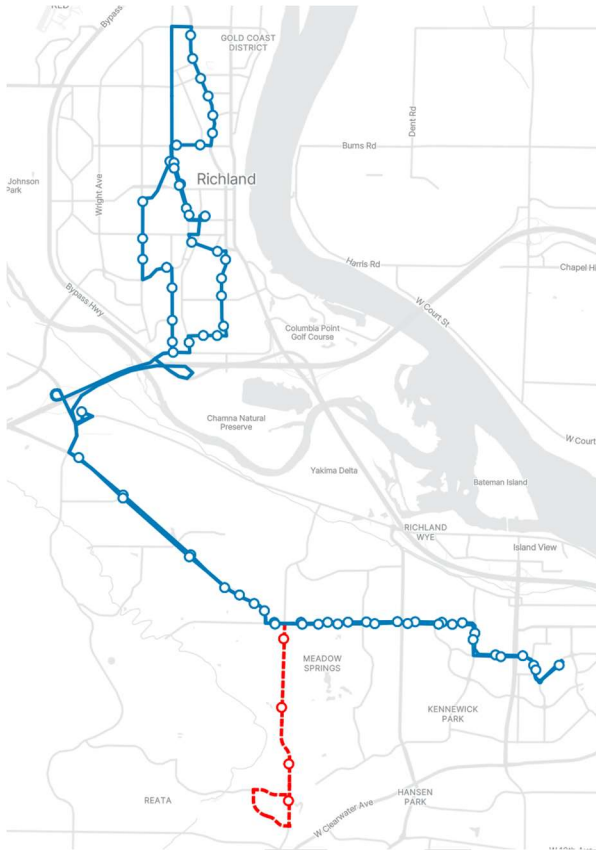 Bypass
GOLD COAST
DISTRICT
Dent Rd
Burns Rd
Johnson
Park
Wright Ave
Richland
Harris Rd
Chapel Hi
Bypass Hwy
W Court St
Columbia Point
Golf Course
Chamna Natural
Preserve
W Court
Yakima Delta
Bateman Island
RICHLAND
WYE
Island View
MEADOW
SPRINGS
KENNEWICK
PARK
REATA
HANSEN
PARK
W Clearwater Ave